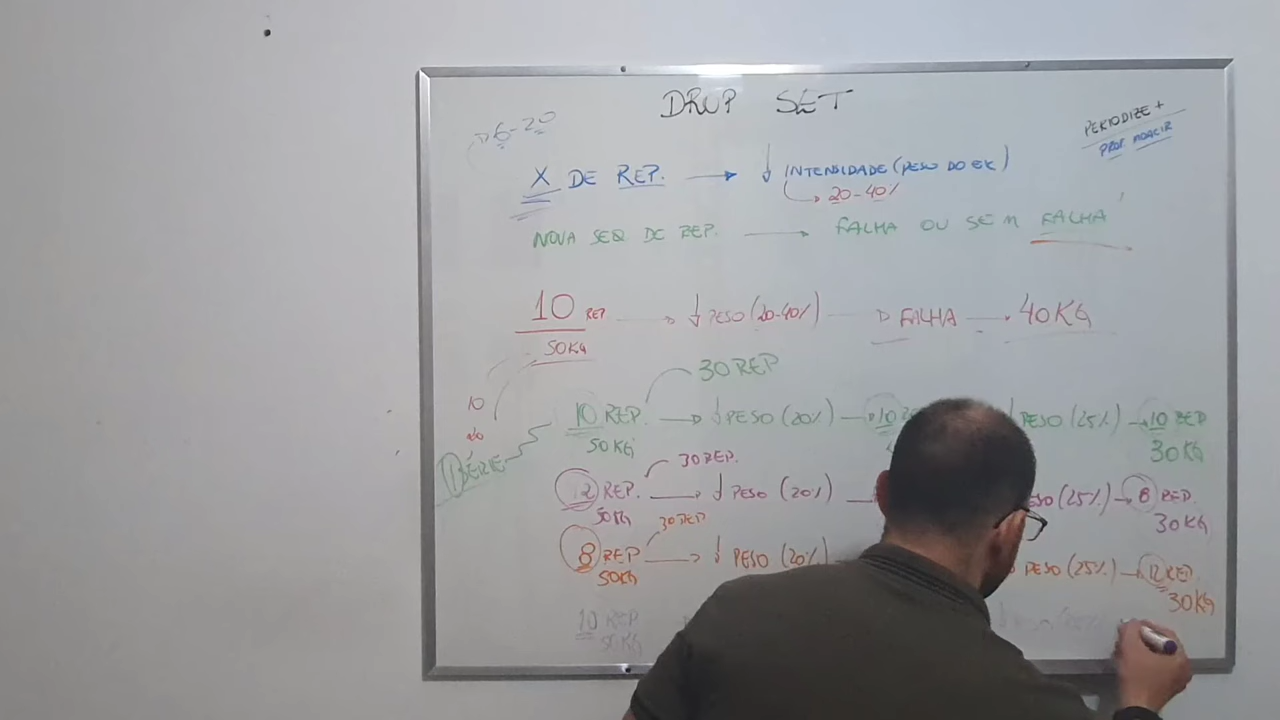 DROP SET
PERIODIZE +
PROF. MOACIR
6-20
X DE REP. → ↓ INTENSIDADE (PESO DO EX)
→ 20-40%
NOVA SEQ DE REP. → FALHA OU SEM FALHA
10 REP → ↓ PESO (20-40%) → FALHA → 40KG
50KG
30 REP
10
20
10 REP. → ↓ PESO (20%) → 10 ↓ PESO (25%) → 10 REP
50KG 30KG
1 SÉRIE
30 REP.
12 REP. → ↓ PESO (20%) → PESO (25%) → 8 REP.
50KG 30KG
30 REP
8 REP → ↓ PESO (20%) PESO (25%) → 12 REP.
50KG 30KG
10 REP
50KG